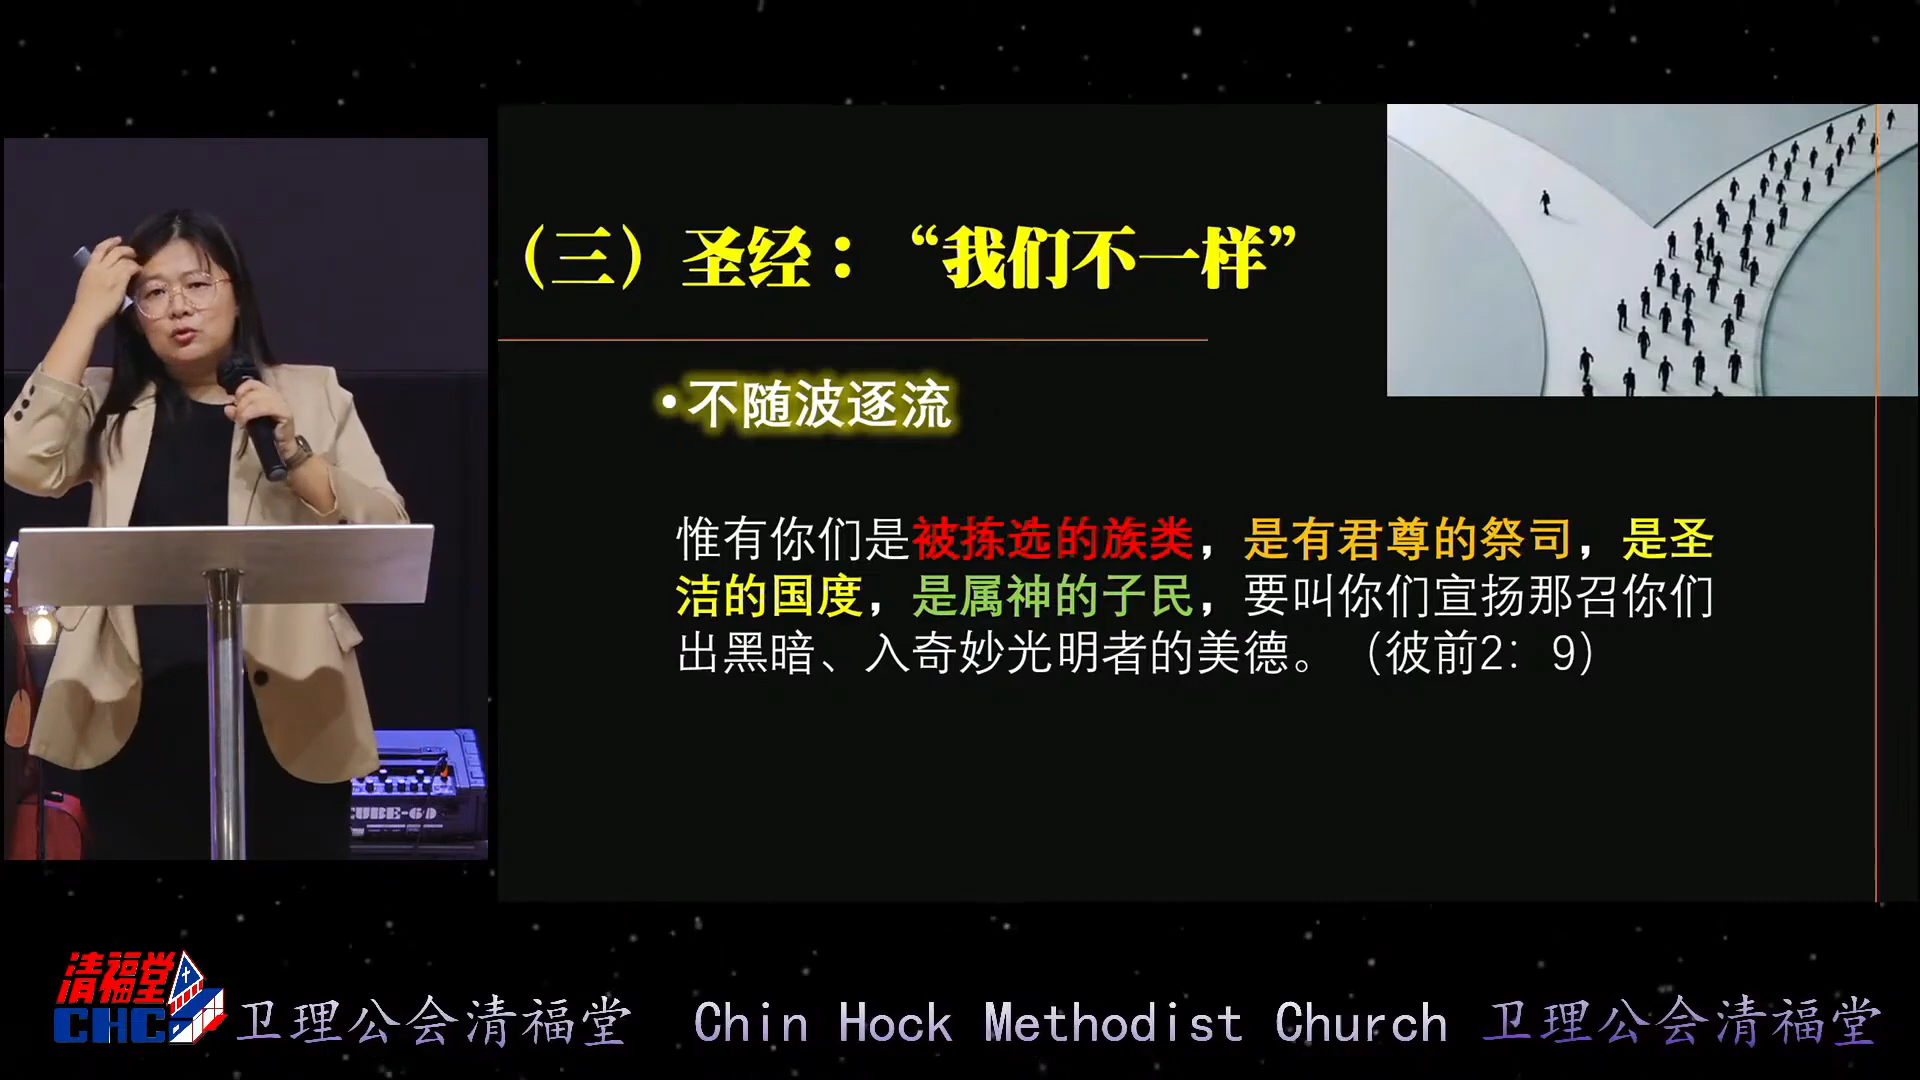 （三）圣经：“我们不一样”
•不随波逐流
惟有你们是被拣选的族类，是有君尊的祭司，是圣
洁的国度，是属神的子民，要叫你们宣扬那召你们
出黑暗、入奇妙光明者的美德。（彼前2：9）
CUBE-60
清福堂
CHC
卫理公会清福堂 Chin Hock Methodist Church 卫理公会清福堂